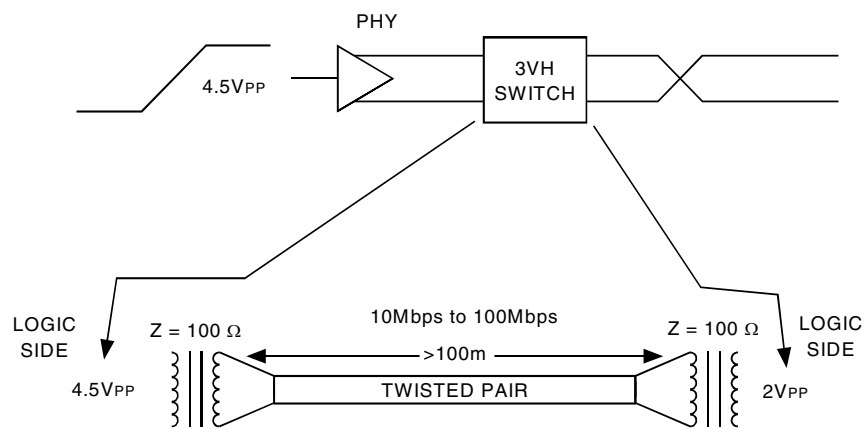 PHY
4.5VPP
3VH
SWITCH
LOGIC
SIDE
Z = 100 Ω
10Mbps to 100Mbps
Z = 100 Ω
LOGIC
SIDE
>100m
4.5VPP
TWISTED PAIR
2VPP